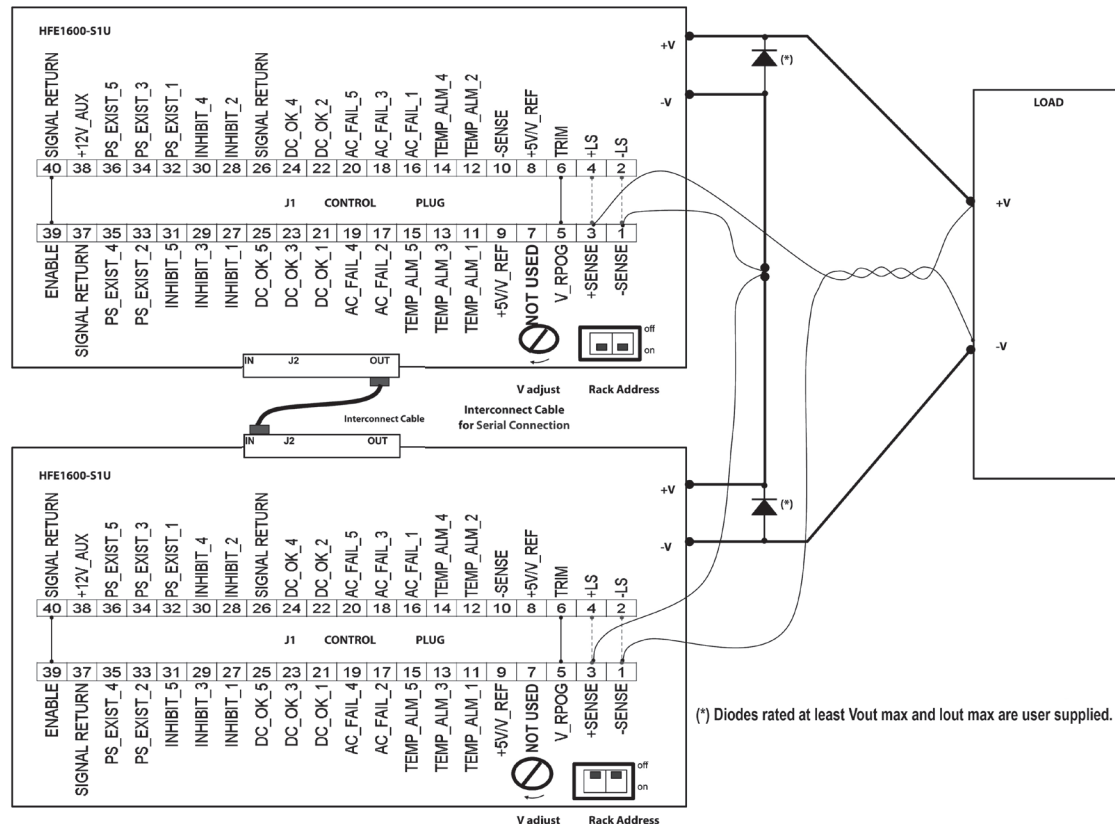 HFE1600-S1U
SIGNAL RETURN
+12V_AUX
PS_EXIST_5
PS_EXIST_3
PS_EXIST_1
INHIBIT_4
INHIBIT_2
SIGNAL RETURN
DC_OK_4
DC_OK_2
AC_FAIL_5
AC_FAIL_3
AC_FAIL_1
TEMP_ALM_4
TEMP_ALM_2
-SENSE
+5V/V_REF
TRIM
+LS
-LS
40 38 36 34 32 30 28 26 24 22 20 18 16 14 12 10 8 6 4 2
J1 CONTROL PLUG
39 37 35 33 31 29 27 25 23 21 19 17 15 13 11 9 7 5 3 1
ENABLE
SIGNAL RETURN
PS_EXIST_4
PS_EXIST_2
INHIBIT_5
INHIBIT_3
INHIBIT_1
DC_OK_5
DC_OK_3
DC_OK_1
AC_FAIL_4
AC_FAIL_2
TEMP_ALM_5
TEMP_ALM_3
TEMP_ALM_1
+5V/V_REF
NOT USED
V_RPOG
+SENSE
-SENSE
off
on
V adjust
Rack Address
+V
-V
(*)
LOAD
+V
-V
IN J2 OUT
Interconnect Cable
Interconnect Cable
for Serial Connection
IN J2 OUT
HFE1600-S1U
SIGNAL RETURN
+12V_AUX
PS_EXIST_5
PS_EXIST_3
PS_EXIST_1
INHIBIT_4
INHIBIT_2
SIGNAL RETURN
DC_OK_4
DC_OK_2
AC_FAIL_5
AC_FAIL_3
AC_FAIL_1
TEMP_ALM_4
TEMP_ALM_2
-SENSE
+5V/V_REF
TRIM
+LS
-LS
40 38 36 34 32 30 28 26 24 22 20 18 16 14 12 10 8 6 4 2
J1 CONTROL PLUG
39 37 35 33 31 29 27 25 23 21 19 17 15 13 11 9 7 5 3 1
ENABLE
SIGNAL RETURN
PS_EXIST_4
PS_EXIST_2
INHIBIT_5
INHIBIT_3
INHIBIT_1
DC_OK_5
DC_OK_3
DC_OK_1
AC_FAIL_4
AC_FAIL_2
TEMP_ALM_5
TEMP_ALM_3
TEMP_ALM_1
+5V/V_REF
NOT USED
V_RPOG
+SENSE
-SENSE
off
on
V adjust
Rack Address
+V
-V
(*)
(*) Diodes rated at least Vout max and Iout max are user supplied.